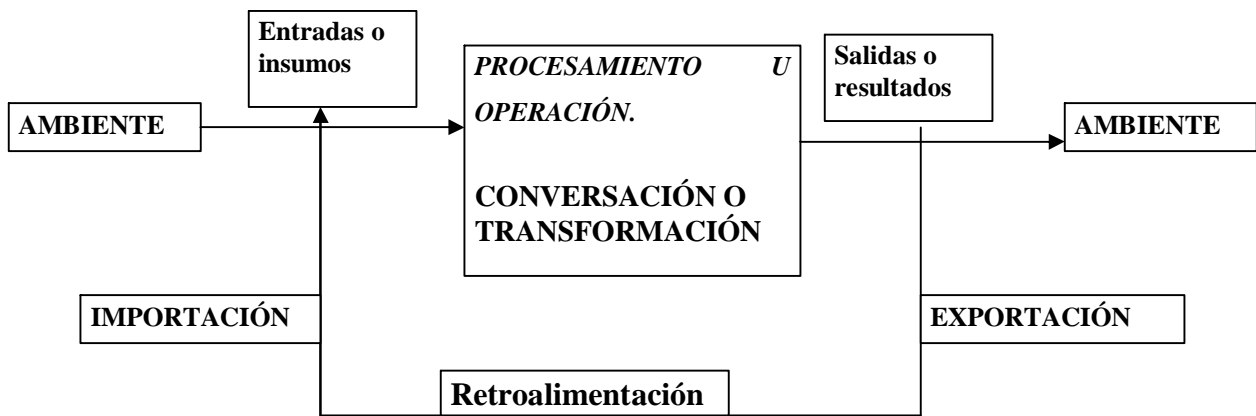 Entradas o
insumos
PROCESAMIENTO U
OPERACIÓN.
CONVERSACIÓN O
TRANSFORMACIÓN
Salidas o
resultados
AMBIENTE
AMBIENTE
IMPORTACIÓN
EXPORTACIÓN
Retroalimentación